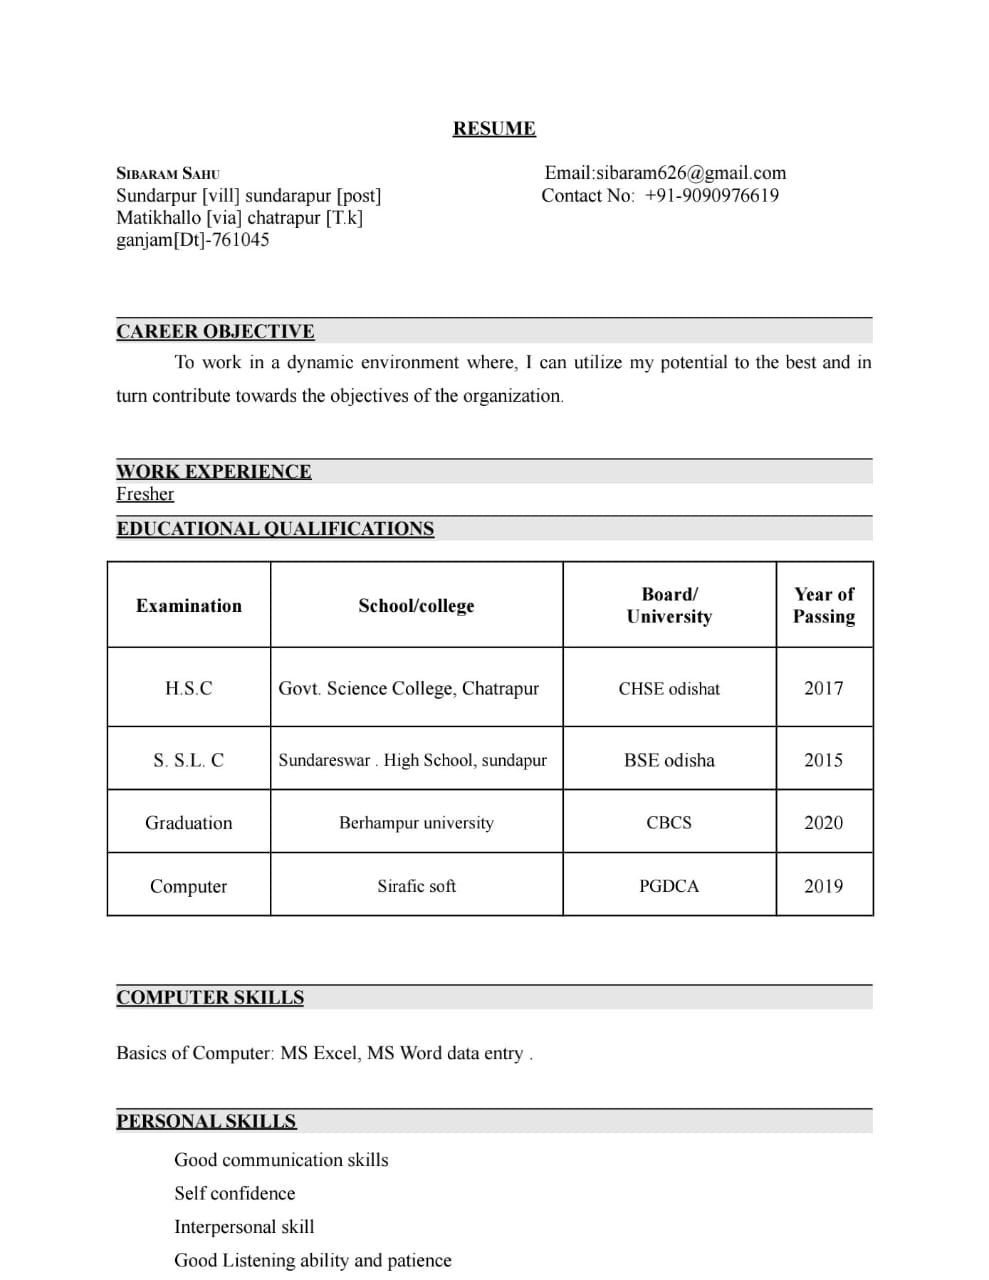 RESUME
SIBARAM SAHU
Email:sibaram626@gmail.com
Sundarpur [vill] sundarapur [post]
Contact No: +91-9090976619
Matikhallo [via] chatrapur [T.k]
ganjam[Dt]-761045
CAREER OBJECTIVE
To work in a dynamic environment where, I can utilize my potential to the best and in
turn contribute towards the objectives of the organization.
WORK EXPERIENCE
Fresher
EDUCATIONAL QUALIFICATIONS
Examination School/college Board/ University Year of Passing
H.S.C Govt. Science College, Chatrapur CHSE odishat 2017
S. S.L. C Sundareswar . High School, sundapur BSE odisha 2015
Graduation Berhampur university CBCS 2020
Computer Sirafic soft PGDCA 2019
COMPUTER SKILLS
Basics of Computer: MS Excel, MS Word data entry .
PERSONAL SKILLS
Good communication skills
Self confidence
Interpersonal skill
Good Listening ability and patience